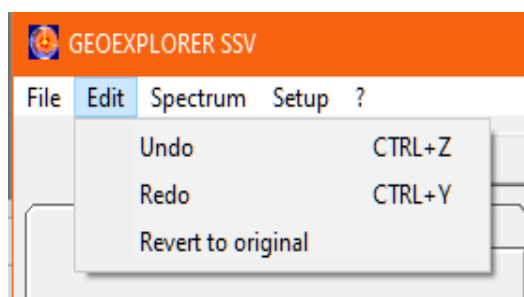 GEOEXPLORER SSV
File Edit Spectrum Setup ?
Undo CTRL+Z
Redo CTRL+Y
Revert to original